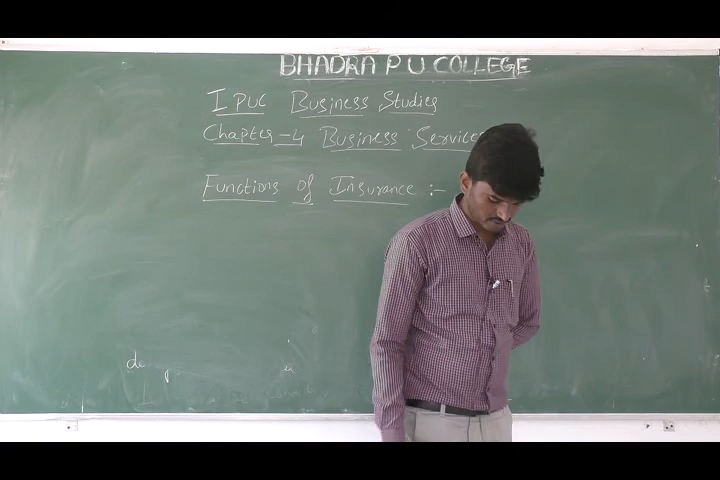 BHADRA P U COLLEGE
I PUC Business Studies
Chapter-4 Business Services
Functions of Insurance :-